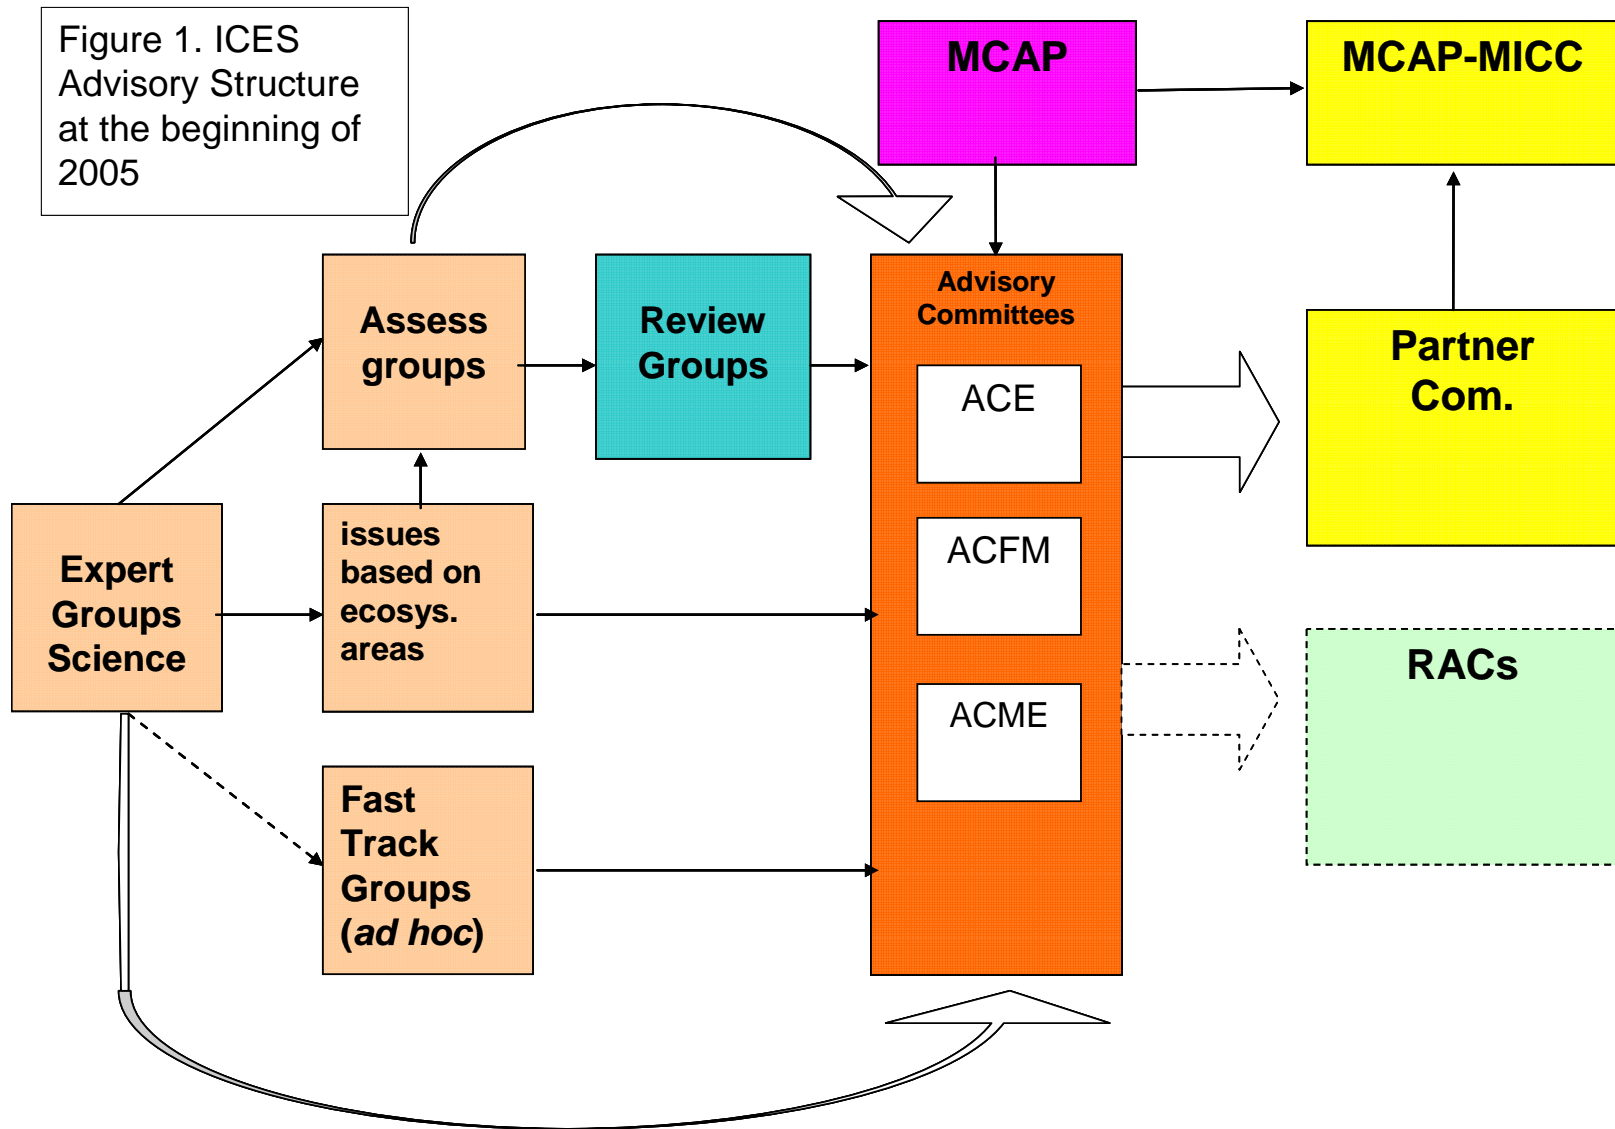 Figure 1. ICES
Advisory Structure
at the beginning of
2005
MCAP
MCAP-MICC
Assess
groups
Review
Groups
Advisory
Committees
ACE
ACFM
ACME
Partner
Com.
RACs
Expert
Groups
Science
issues
based on
ecosys.
areas
Fast
Track
Groups
(ad hoc)